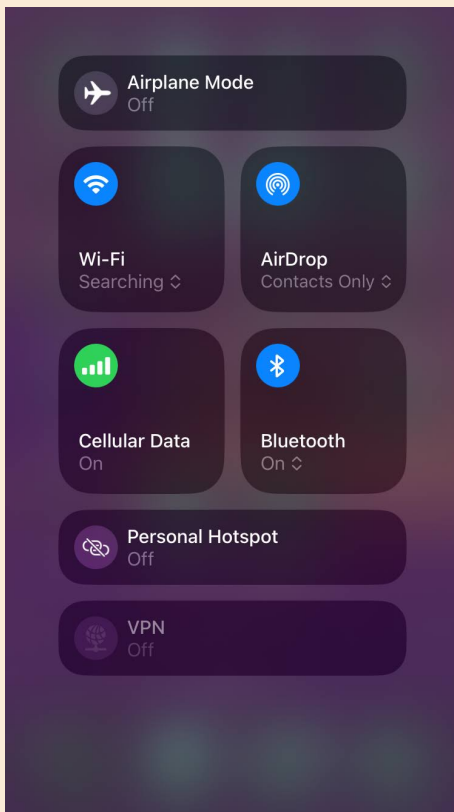 Airplane Mode
Off
Wi-Fi
Searching
AirDrop
Contacts Only
Cellular Data
On
Bluetooth
On
Personal Hotspot
Off
VPN
Off